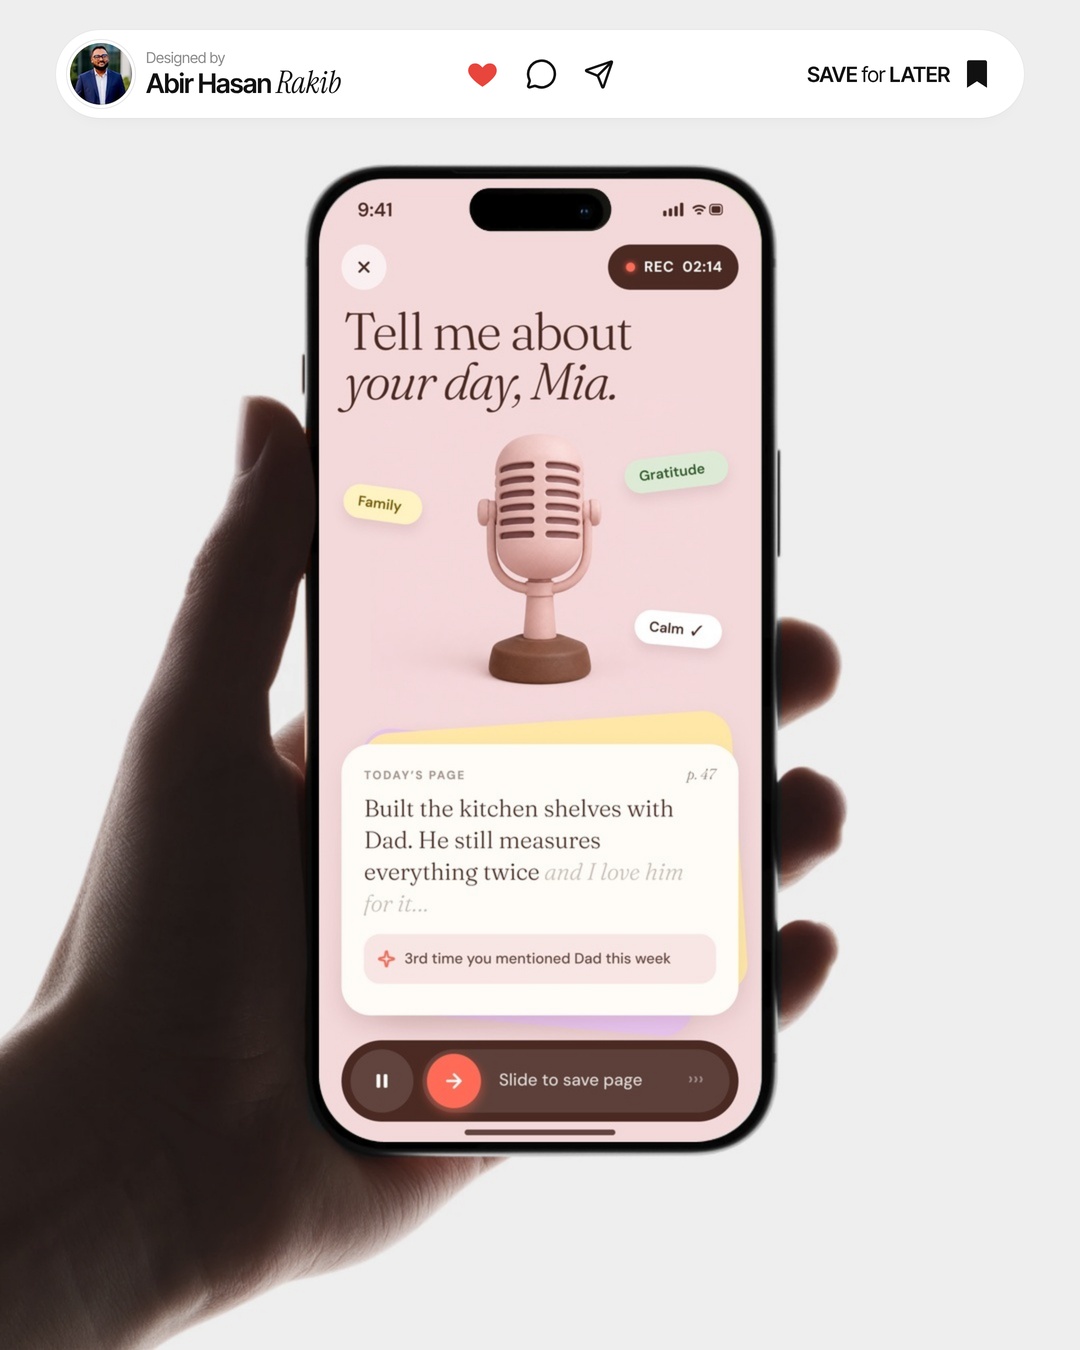 Designed by
Abir Hasan Rakib
SAVE for LATER
9:41
REC 02:14
Tell me about
your day, Mia.
Gratitude
Family
Calm ✓
TODAY'S PAGE
p. 47
Built the kitchen shelves with
Dad. He still measures
everything twice and I love him
for it...
3rd time you mentioned Dad this week
Slide to save page